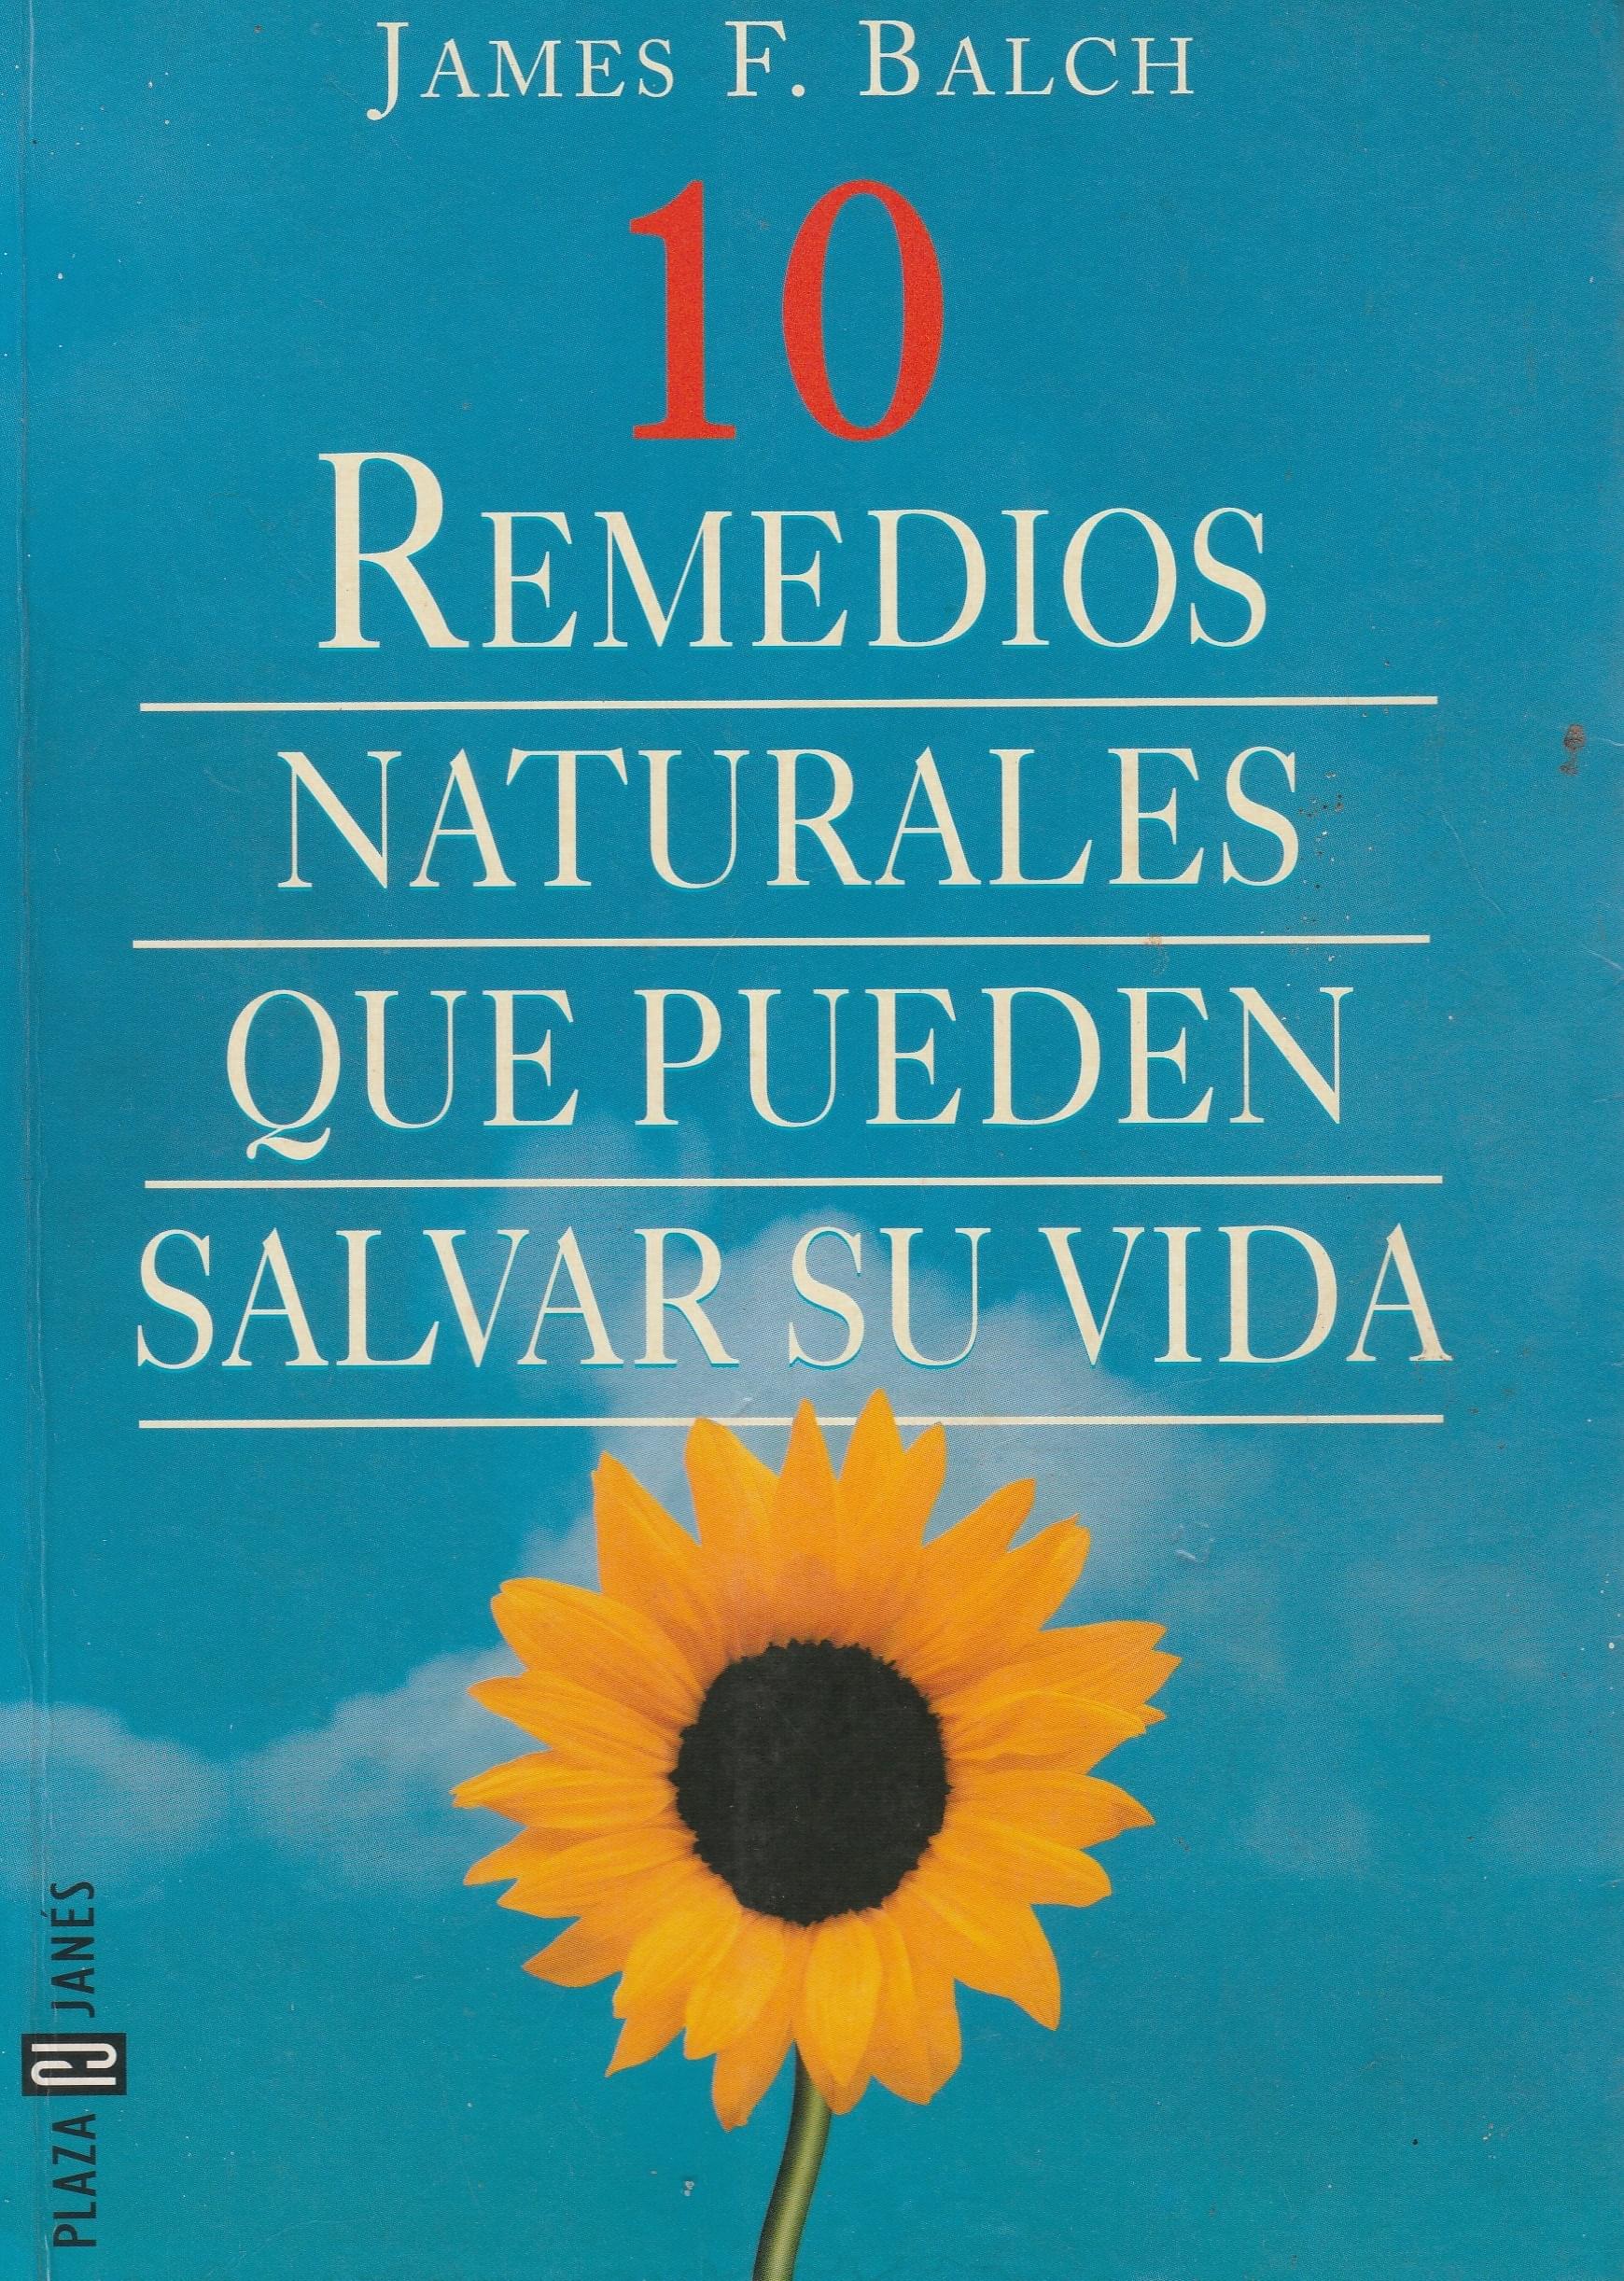 JAMES F. BALCH
10
REMEDIOS
NATURALES
QUE PUEDEN
SALVAR SU VIDA
PLAZA PJ JANÉS